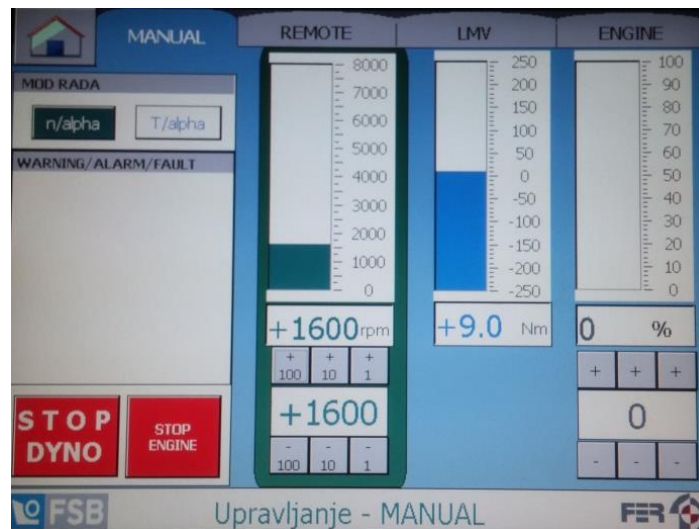 MANUAL
REMOTE
LMV
ENGINE
MOD RADA
n/alpha
T/alpha
WARNING/ALARM/FAULT
8000
7000
6000
5000
4000
3000
2000
1000
0
+1600 rpm
+ + +
100 10 1
+1600
- - -
100 10 1
250
200
150
100
50
0
-50
-100
-150
-200
-250
+9.0 Nm
100
90
80
70
60
50
40
30
20
10
0
0 %
+ + +
0
- - -
STOP
DYNO
STOP
ENGINE
FSB
Upravljanje - MANUAL
FER